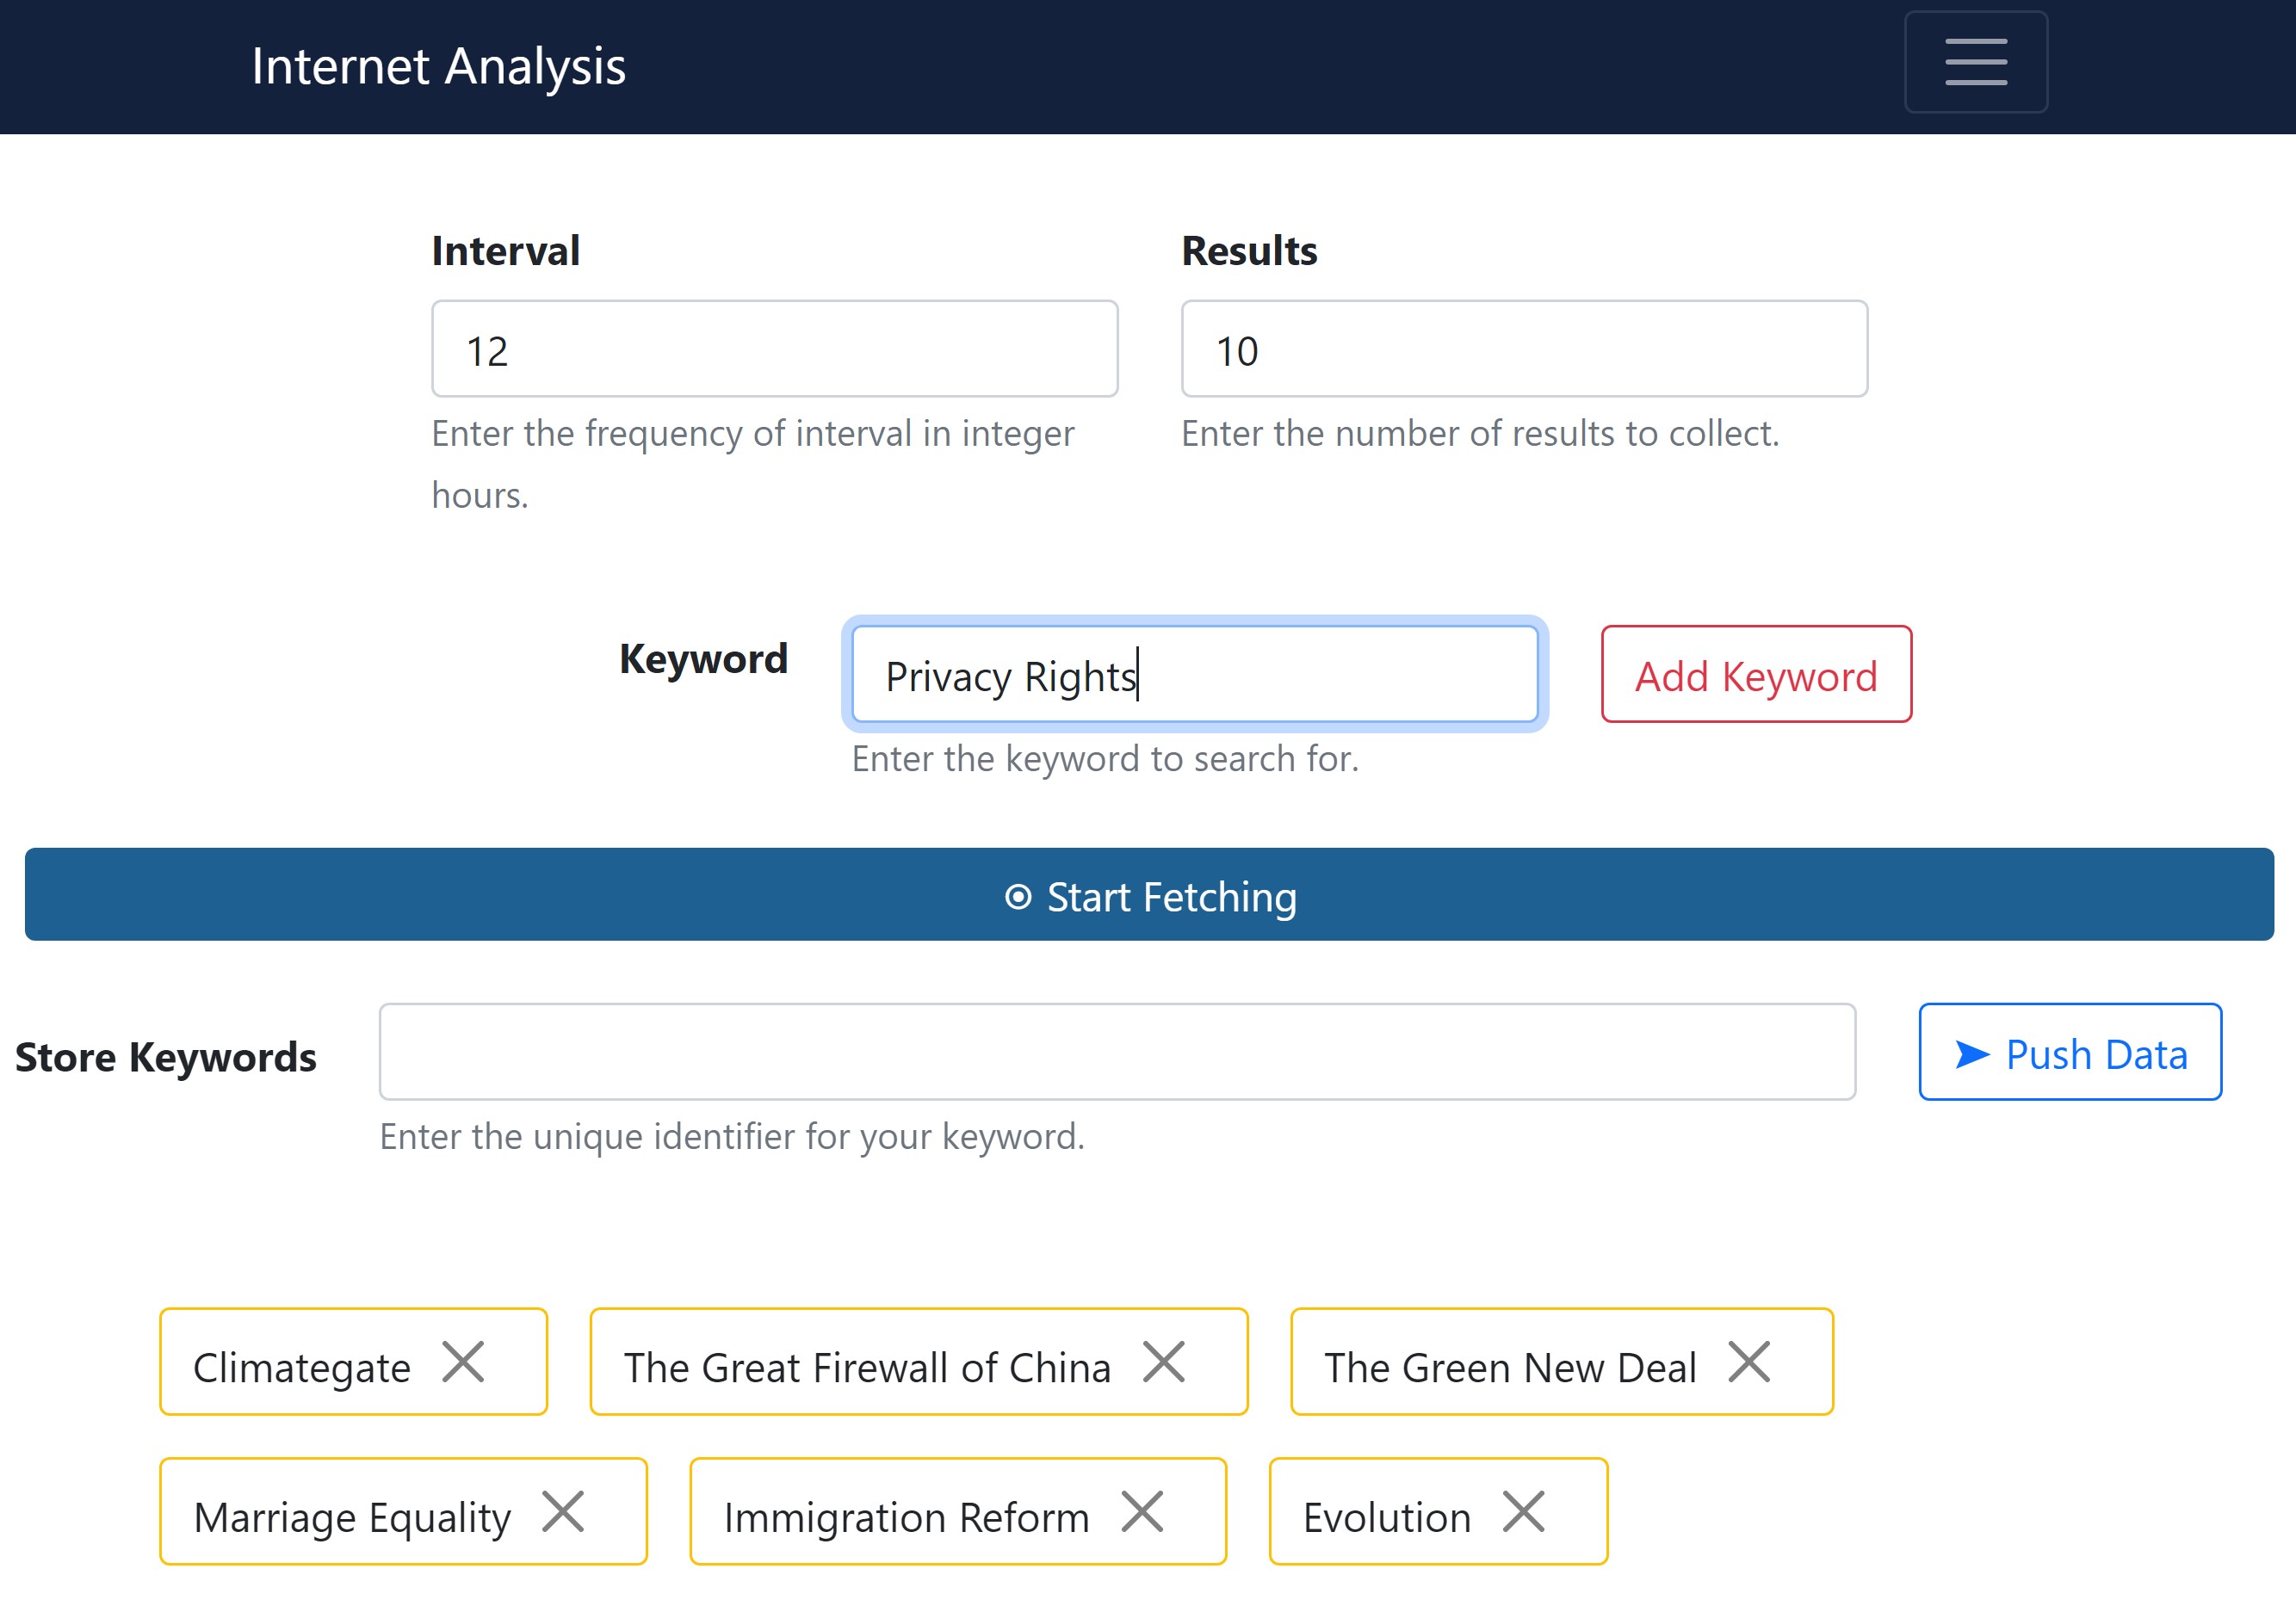 Internet Analysis
Interval
Results
12
10
Enter the frequency of interval in integer
hours.
Enter the number of results to collect.
Keyword
Privacy Rights
Add Keyword
Enter the keyword to search for.
Start Fetching
Store Keywords
Push Data
Enter the unique identifier for your keyword.
Climategate
The Great Firewall of China
The Green New Deal
Marriage Equality
Immigration Reform
Evolution